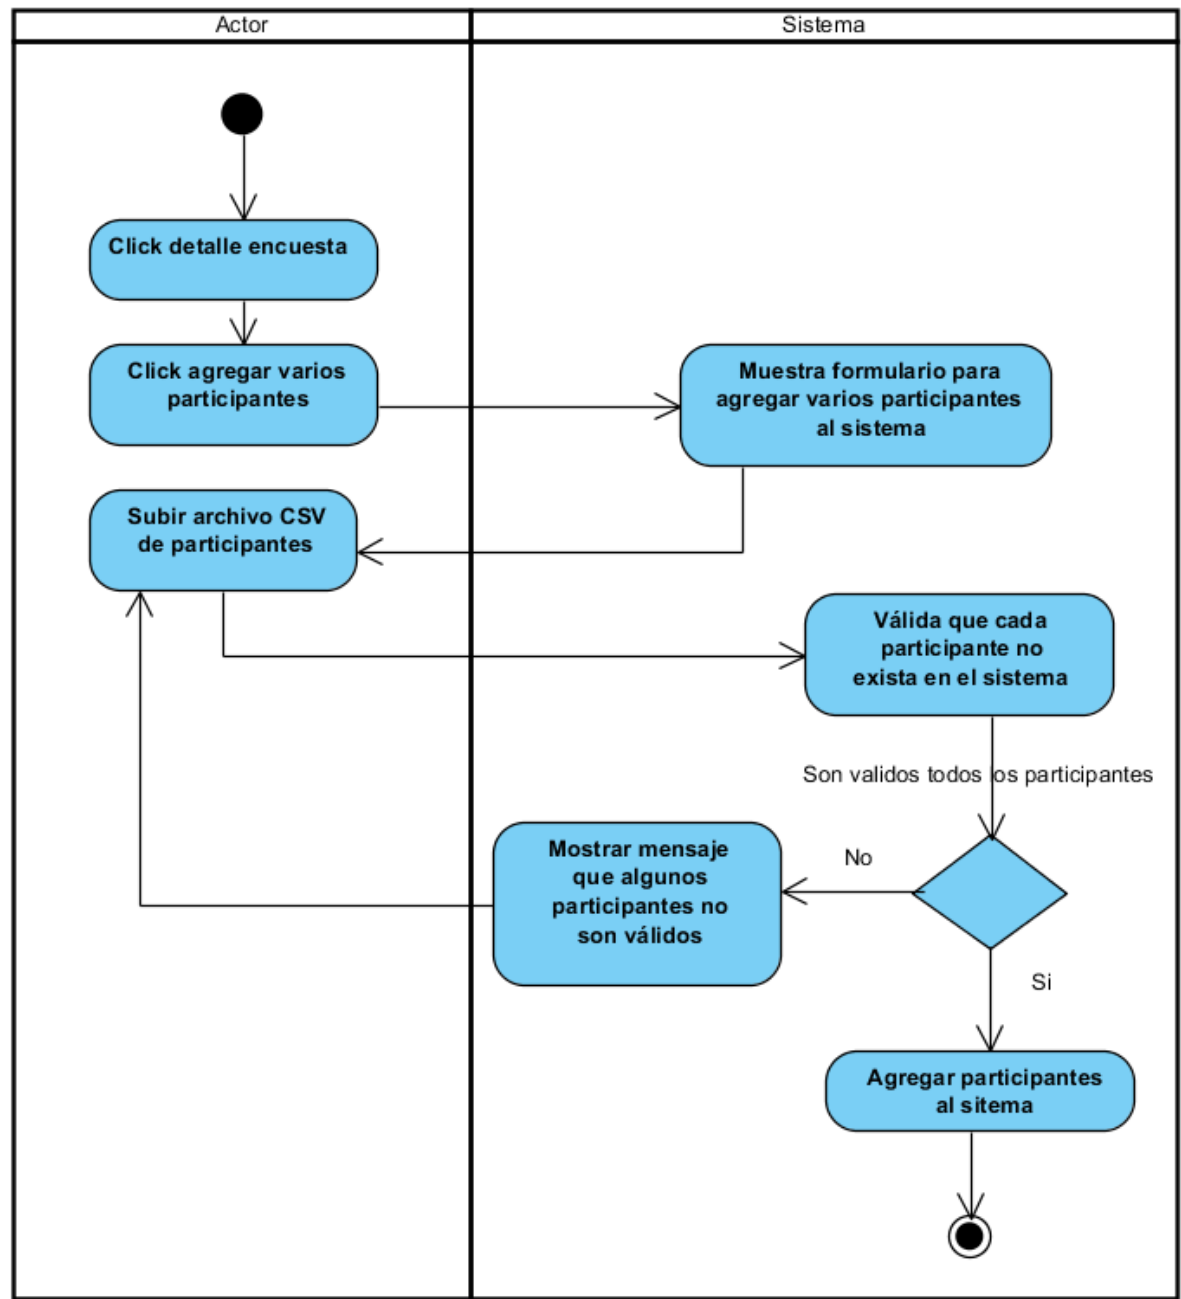 Actor
Sistema
Click detalle encuesta
Click agregar varios
participantes
Muestra formulario para
agregar varios participantes
al sistema
Subir archivo CSV
de participantes
Válida que cada
participante no
exista en el sistema
Son validos todos los participantes
Mostrar mensaje
que algunos
participantes no
son válidos
No
Si
Agregar participantes
al sitema